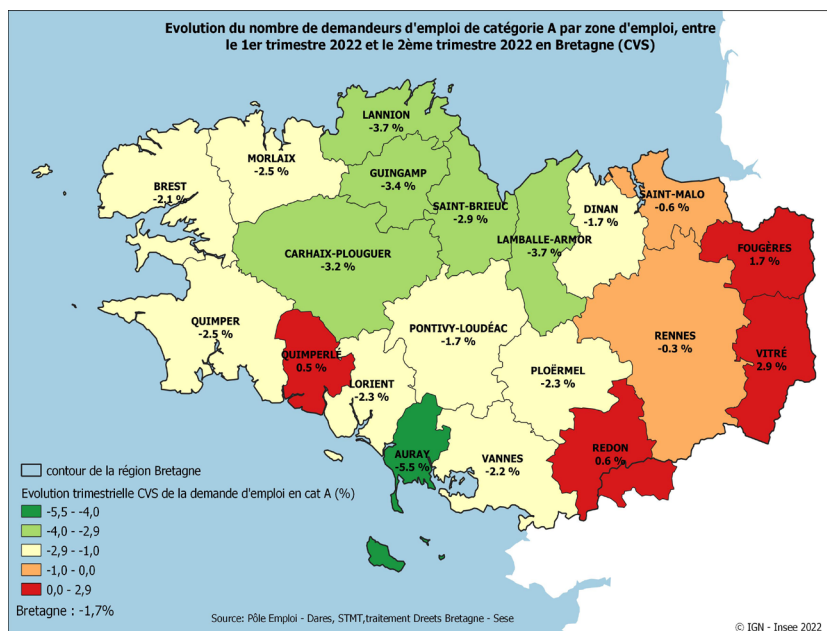 Evolution du nombre de demandeurs d'emploi de catégorie A par zone d'emploi, entre
le 1er trimestre 2022 et le 2ème trimestre 2022 en Bretagne (CVS)
LANNION
-3.7 %
MORLAIX
-2.5 %
GUINGAMP
-3.4 %
BREST
-2.1 %
SAINT-BRIEUC
-2.9 %
DINAN
-1.7 %
SAINT-MALO
-0.6 %
LAMBALLE-ARMOR
-3.7 %
FOUGÈRES
1.7 %
CARHAIX-PLOUGUER
-3.2 %
QUIMPER
-2.5 %
PONTIVY-LOUDÉAC
-1.7 %
RENNES
-0.3 %
QUIMPERLÉ
0.5 %
VITRÉ
2.9 %
PLOËRMEL
-2.3 %
LORIENT
-2.3 %
AURAY
-5.5 %
VANNES
-2.2 %
REDON
0.6 %
contour de la région Bretagne
Evolution trimestrielle CVS de la demande d'emploi en cat A (%)
-5,5 - -4,0
-4,0 - -2,9
-2,9 - -1,0
-1,0 - 0,0
0,0 - 2,9
Bretagne : -1,7%
Source: Pôle Emploi - Dares, STMT,traitement Dreets Bretagne - Sese
© IGN - Insee 2022